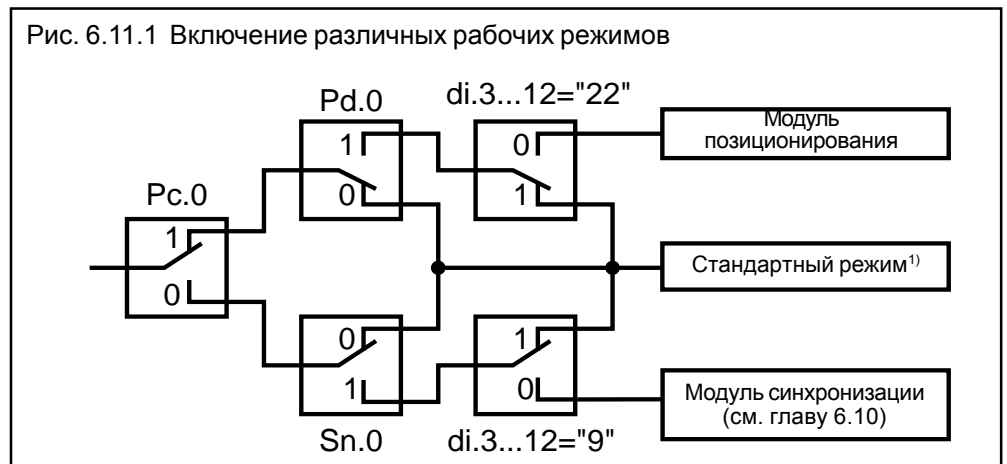 Рис. 6.11.1 Включение различных рабочих режимов
Pd.0
di.3...12="22"
1
0
0
1
Модуль
позиционирования
Pc.0
1
0
Стандартный режим1)
0
1
1
0
Модуль синхронизации
(см. главу 6.10)
Sn.0
di.3...12="9"